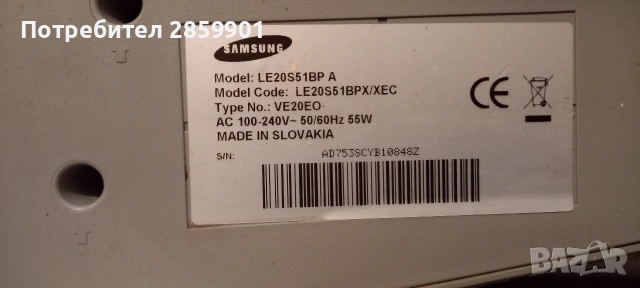 Потребител 2859901
SAMSUNG
Model: LE20S51BP A
Model Code: LE20S51BPX/XEC
Type No.: VE20EO
AC 100-240V~ 50/60Hz 55W
MADE IN SLOVAKIA
S/N:
AD753SCYB10848Z
CE
BAZAR